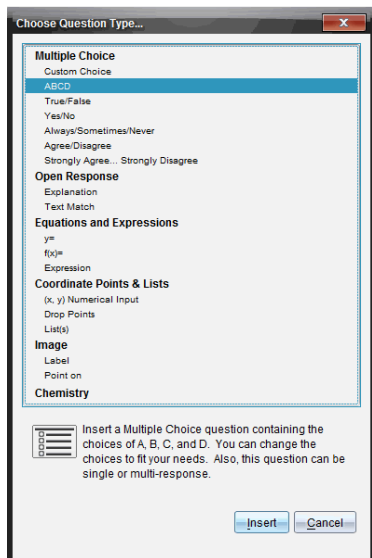 Choose Question Type...
Multiple Choice
Custom Choice
ABCD
True/False
Yes/No
Always/Sometimes/Never
Agree/Disagree
Strongly Agree... Strongly Disagree
Open Response
Explanation
Text Match
Equations and Expressions
y=
f(x)=
Expression
Coordinate Points & Lists
(x, y) Numerical Input
Drop Points
List(s)
Image
Label
Point on
Chemistry
Insert a Multiple Choice question containing the
choices of A, B, C, and D. You can change the
choices to fit your needs. Also, this question can be
single or multi-response.
Insert Cancel